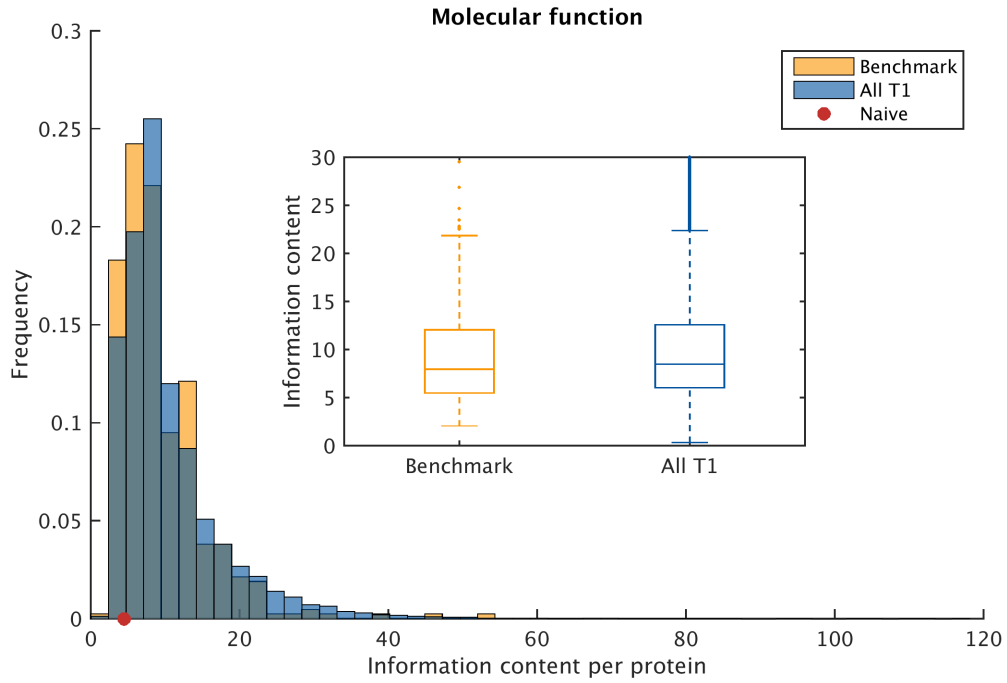 Molecular function
0.3
0.25
0.2
0.15
0.1
0.05
0
Frequency
0 20 40 60 80 100 120
Information content per protein
Benchmark
All T1
Naive
30
25
20
15
10
5
0
Information content
Benchmark All T1